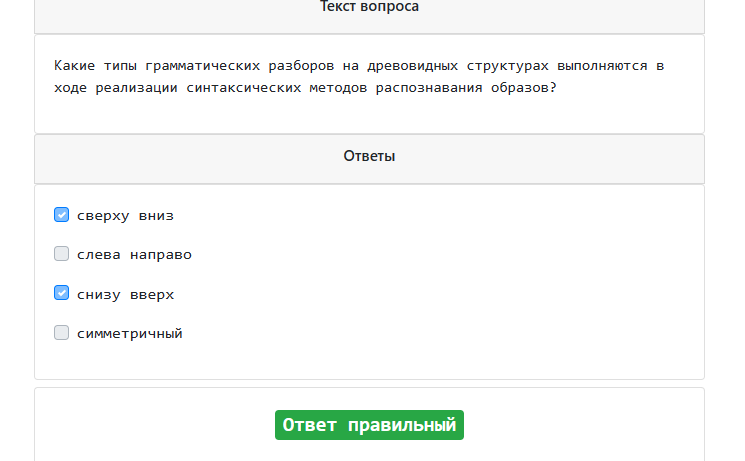 Текст вопроса
Какие типы грамматических разборов на древовидных структурах выполняются в
ходе реализации синтаксических методов распознавания образов?
Ответы
сверху вниз
слева направо
снизу вверх
симметричный
Ответ правильный